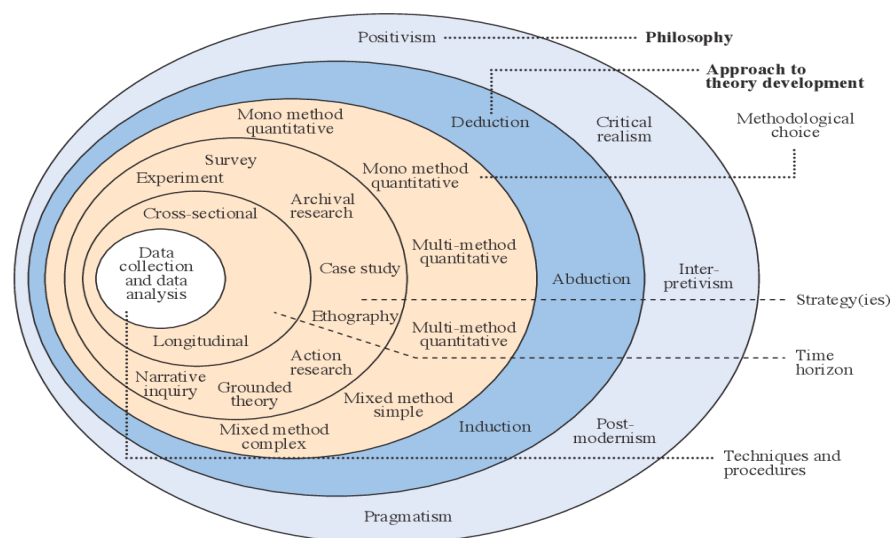 Positivism
Philosophy
Approach to
theory development
Mono method
quantitative
Deduction
Critical
realism
Methodological
choice
Survey
Experiment
Mono method
quantitative
Archival
research
Cross-sectional
Data
collection and data
analysis
Case study
Multi-method
quantitative
Abduction
Inter-
pretivism
Strategy(ies)
Ethography
Multi-method
quantitative
Longitudinal
Time
horizon
Action
research
Narrative
inquiry
Grounded
theory
Mixed method
simple
Mixed method
complex
Induction
Post-
modernism
Techniques and
procedures
Pragmatism